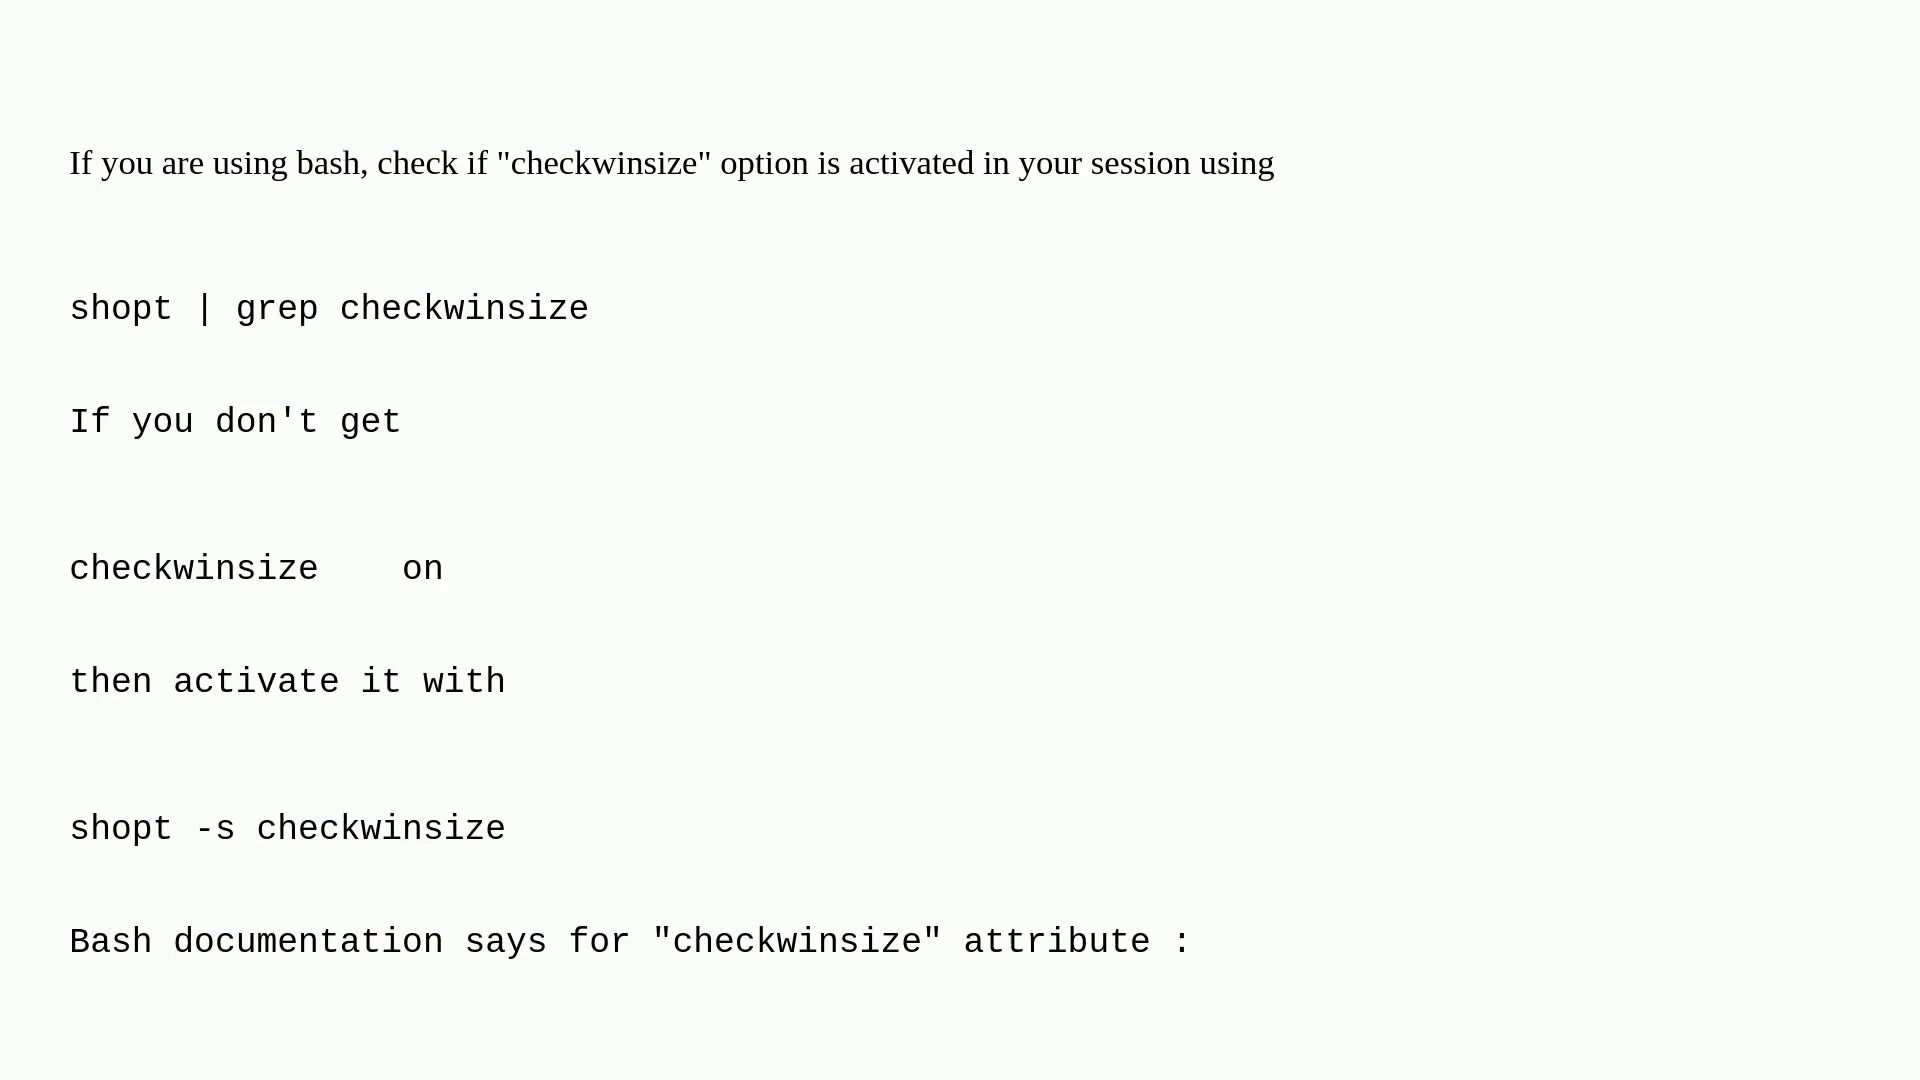 If you are using bash, check if "checkwinsize" option is activated in your session using
shopt | grep checkwinsize
If you don't get
checkwinsize    on
then activate it with
shopt -s checkwinsize
Bash documentation says for "checkwinsize" attribute :